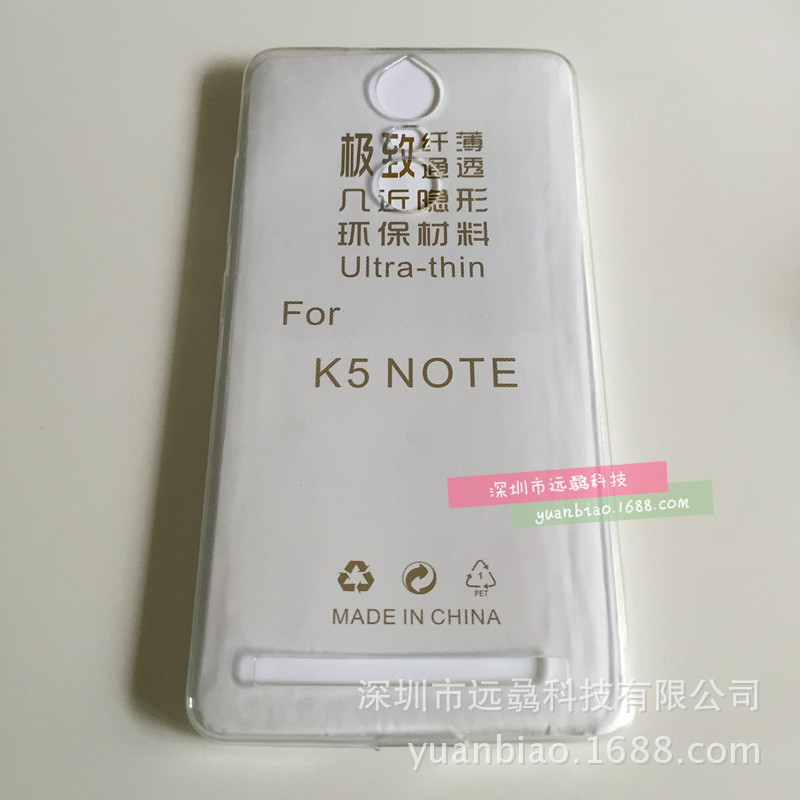 极致纤薄
通透
几近隐形
环保材料
Ultra-thin
For
K5 NOTE
深圳市远骉科技
yuanbiao.1688.com
1
PET
MADE IN CHINA
深圳市远骉科技有限公司
yuanbiao.1688.com